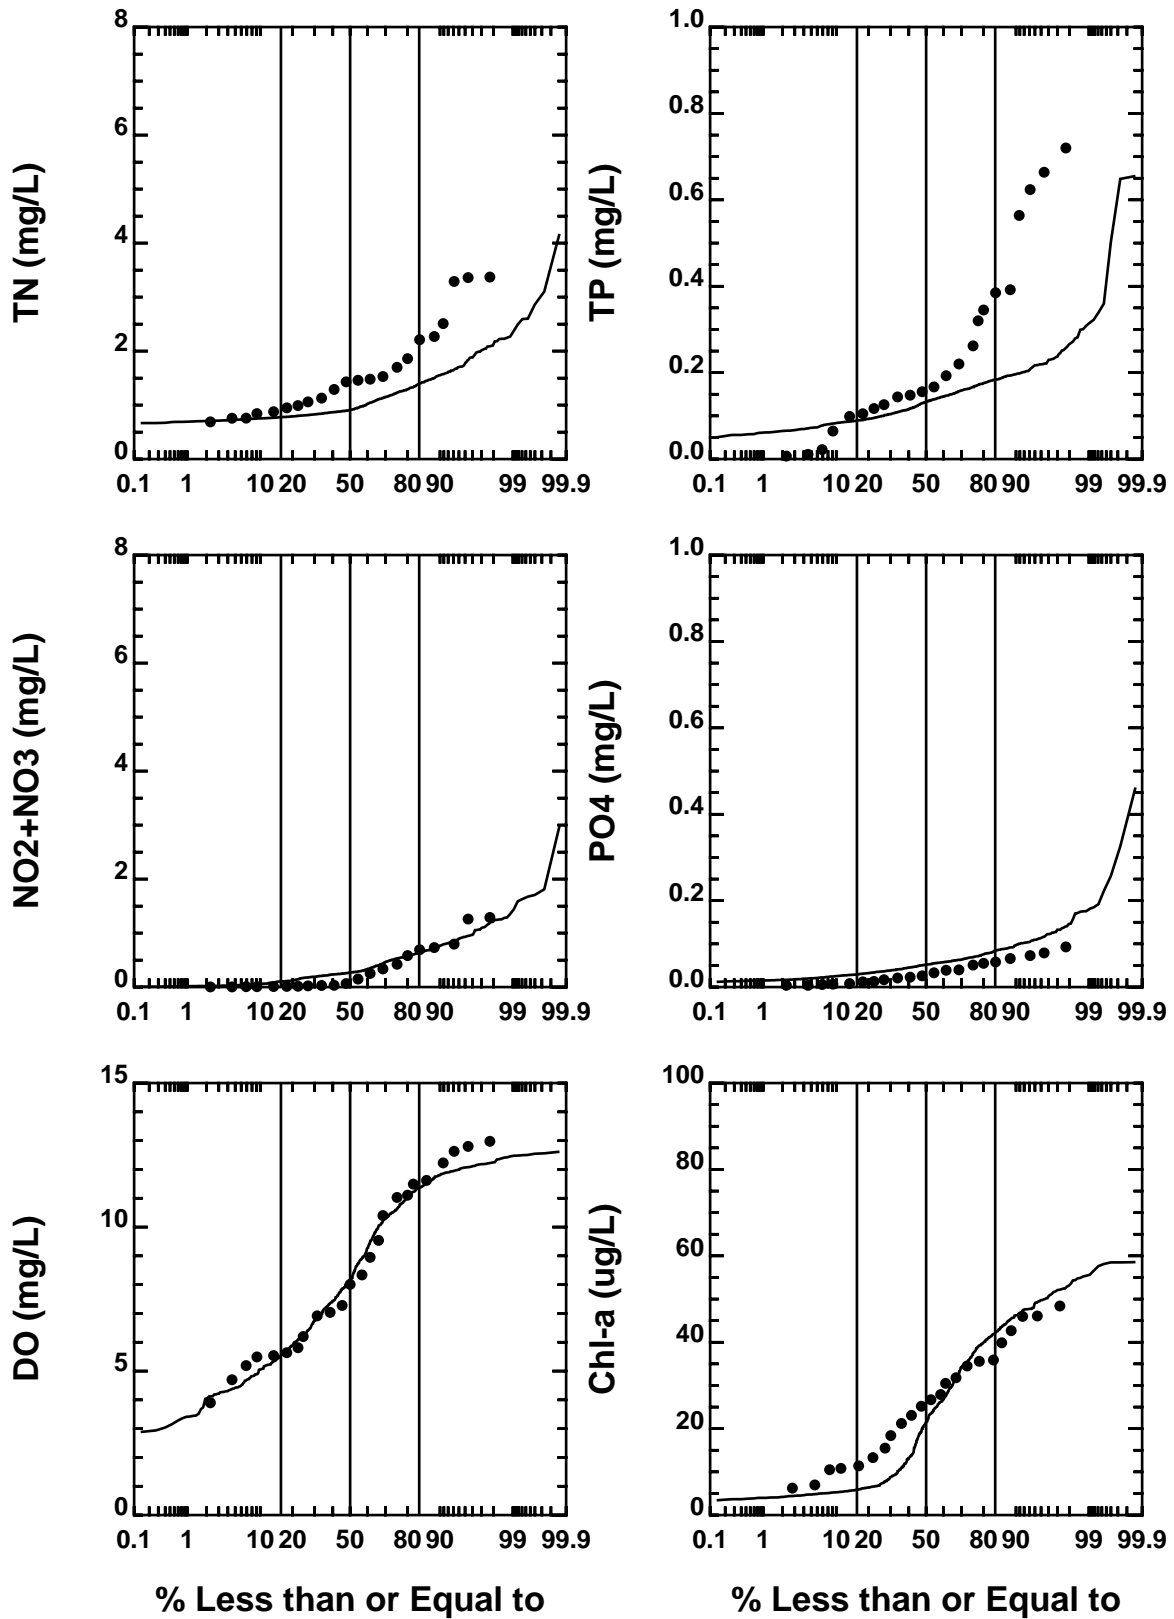 TN (mg/L)
8
6
4
2
0
0.1 1 10 20 50 80 90 99 99.9
TP (mg/L)
1.0
0.8
0.6
0.4
0.2
0.0
0.1 1 10 20 50 80 90 99 99.9
NO2+NO3 (mg/L)
8
6
4
2
0
0.1 1 10 20 50 80 90 99 99.9
PO4 (mg/L)
1.0
0.8
0.6
0.4
0.2
0.0
0.1 1 10 20 50 80 90 99 99.9
DO (mg/L)
15
10
5
0
0.1 1 10 20 50 80 90 99 99.9
% Less than or Equal to
Chl-a (ug/L)
100
80
60
40
20
0
0.1 1 10 20 50 80 90 99 99.9
% Less than or Equal to